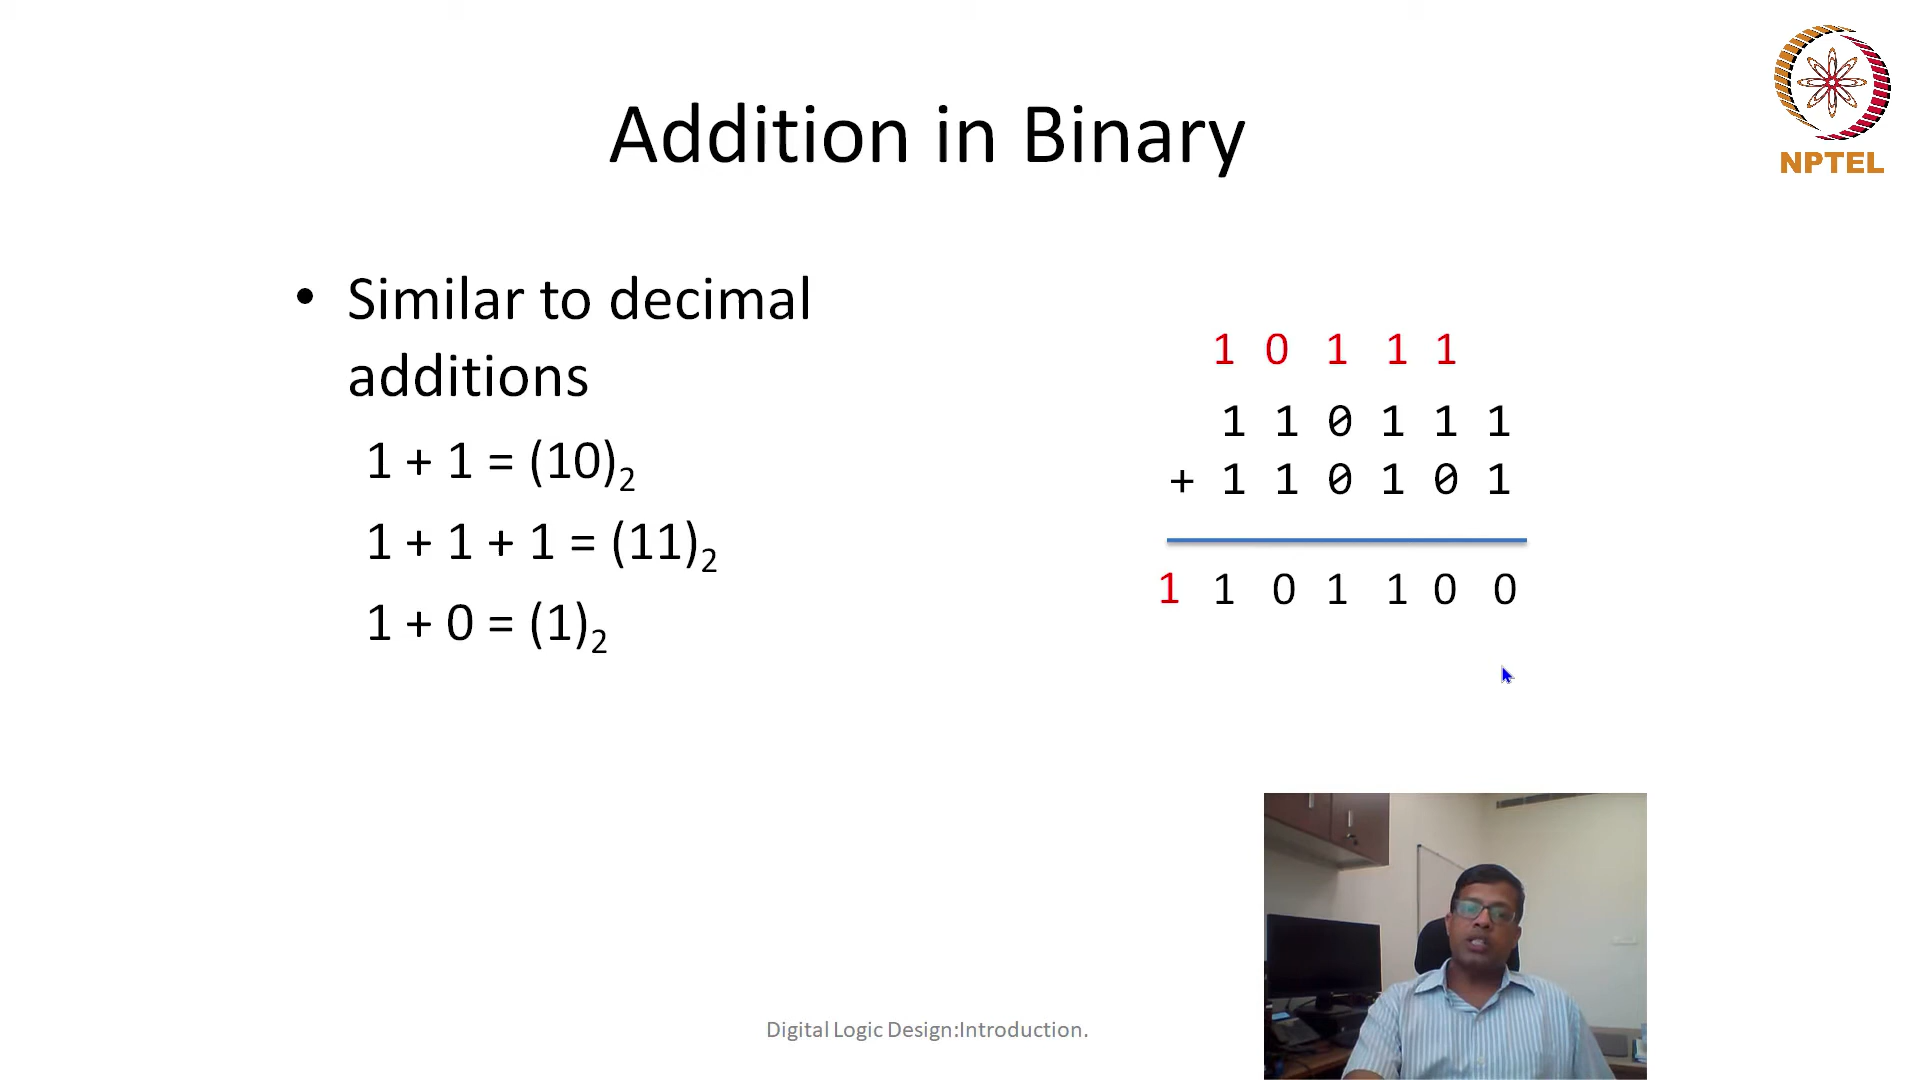 Addition in Binary
NPTEL
• Similar to decimal
additions
1 + 1 = (10)₂
1 + 1 + 1 = (11)₂
1 + 0 = (1)₂
1 0 1 1 1
1 1 0 1 1 1
+ 1 1 0 1 0 1
1 1 0 1 1 0 0
Digital Logic Design:Introduction.